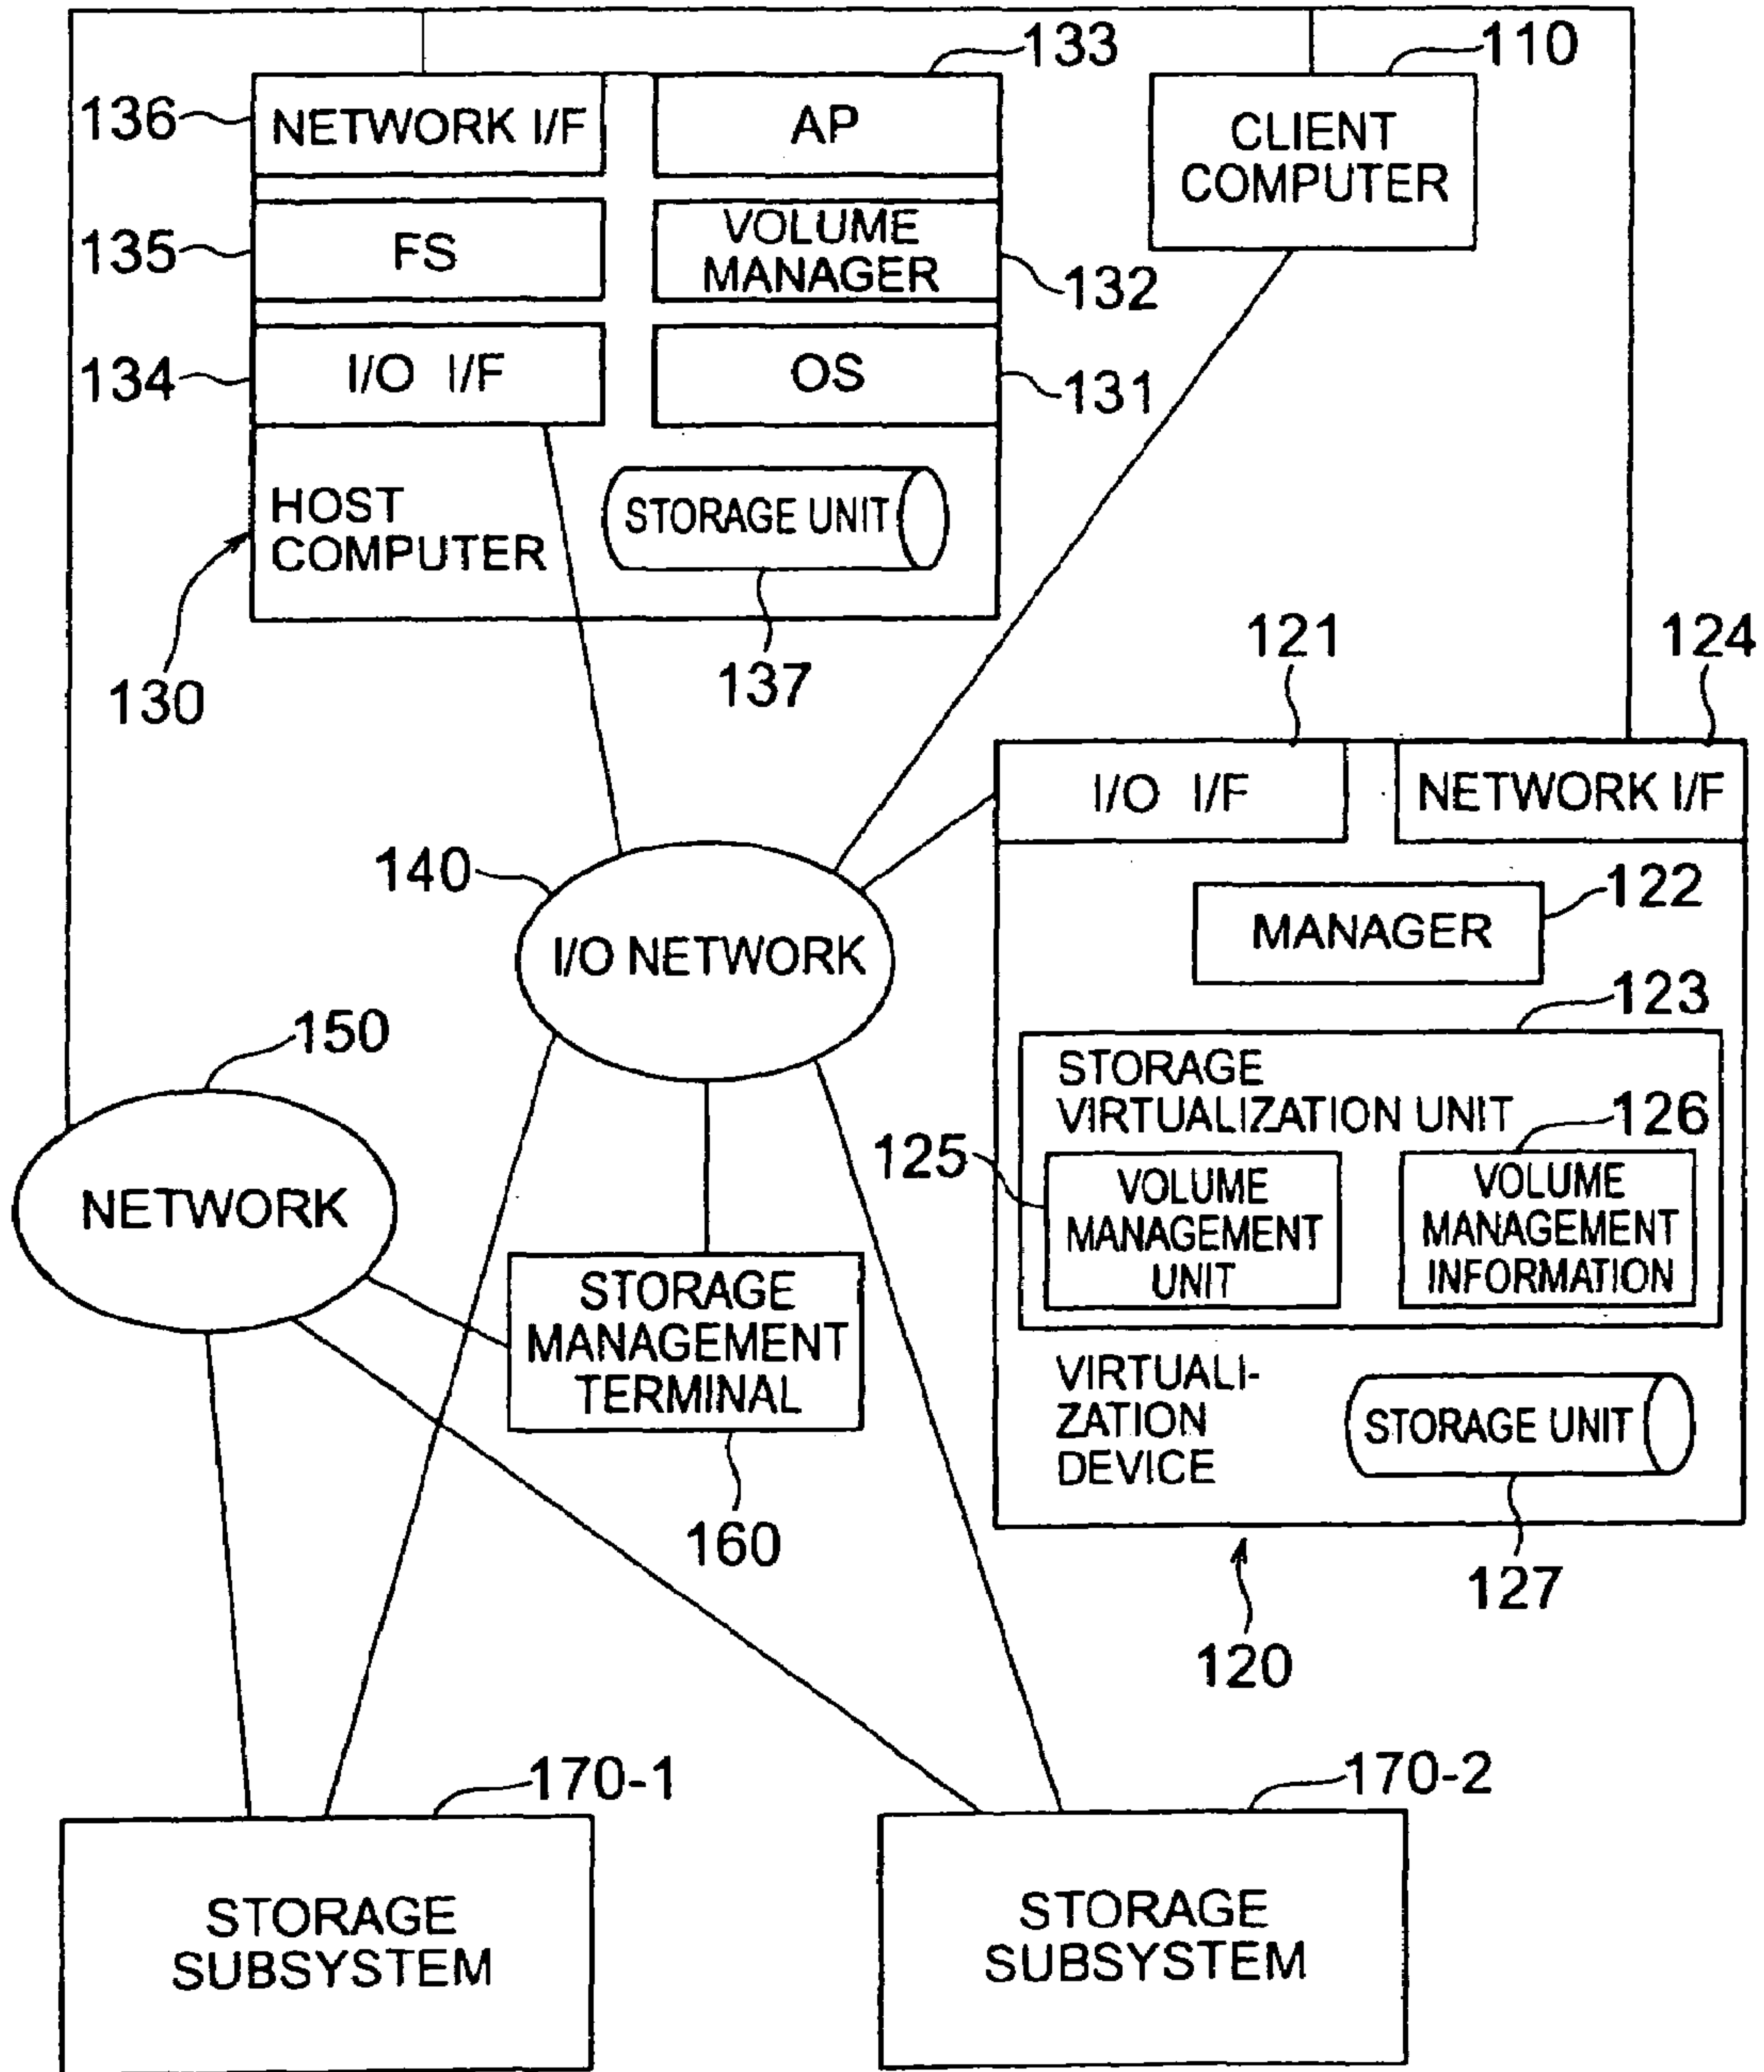 133
110
136
NETWORK I/F
AP
CLIENT
COMPUTER
135
FS
VOLUME
MANAGER
132
134
I/O I/F
OS
131
HOST
COMPUTER
STORAGE UNIT
130
137
121
124
I/O I/F
NETWORK I/F
140
122
MANAGER
I/O NETWORK
123
150
STORAGE
VIRTUALIZATION UNIT
126
125
VOLUME
MANAGEMENT
UNIT
VOLUME
MANAGEMENT
INFORMATION
NETWORK
STORAGE
MANAGEMENT
TERMINAL
VIRTUALI-
ZATION
DEVICE
STORAGE UNIT
160
127
120
170-1
170-2
STORAGE
SUBSYSTEM
STORAGE
SUBSYSTEM